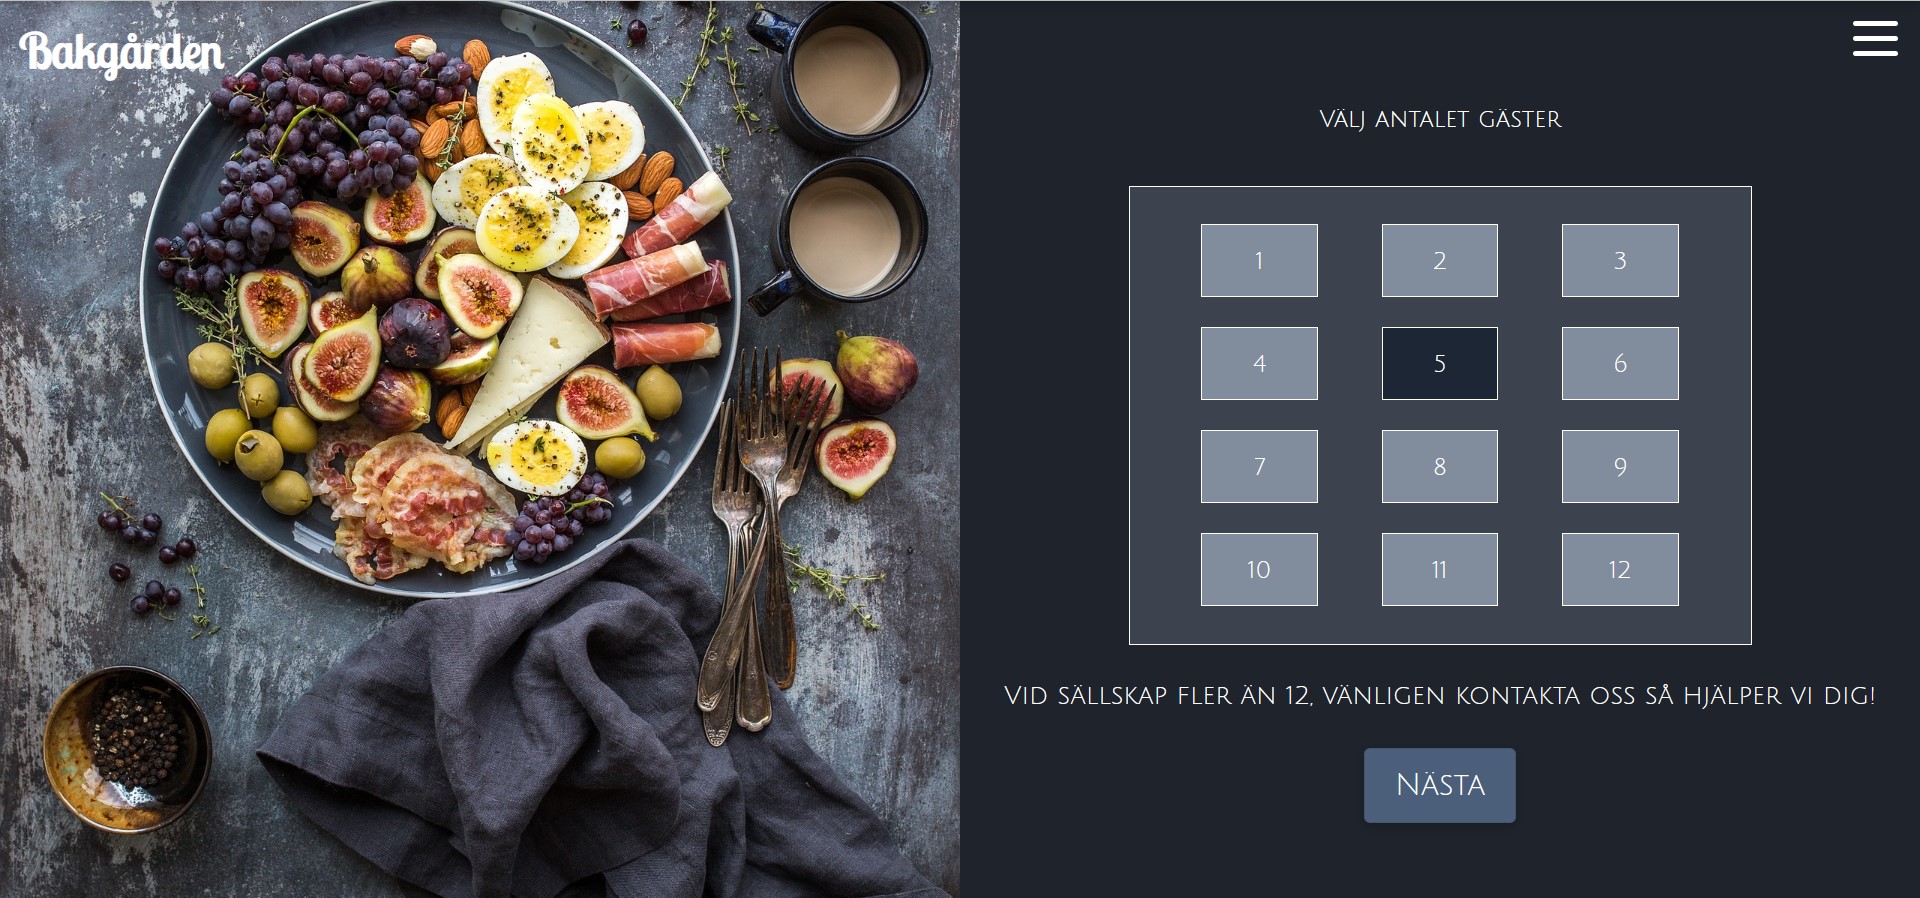 Bakgården
Välj antalet gäster
1 2 3
4 5 6
7 8 9
10 11 12
Vid sällskap fler än 12, vänligen kontakta oss så hjälper vi dig!
Nästa